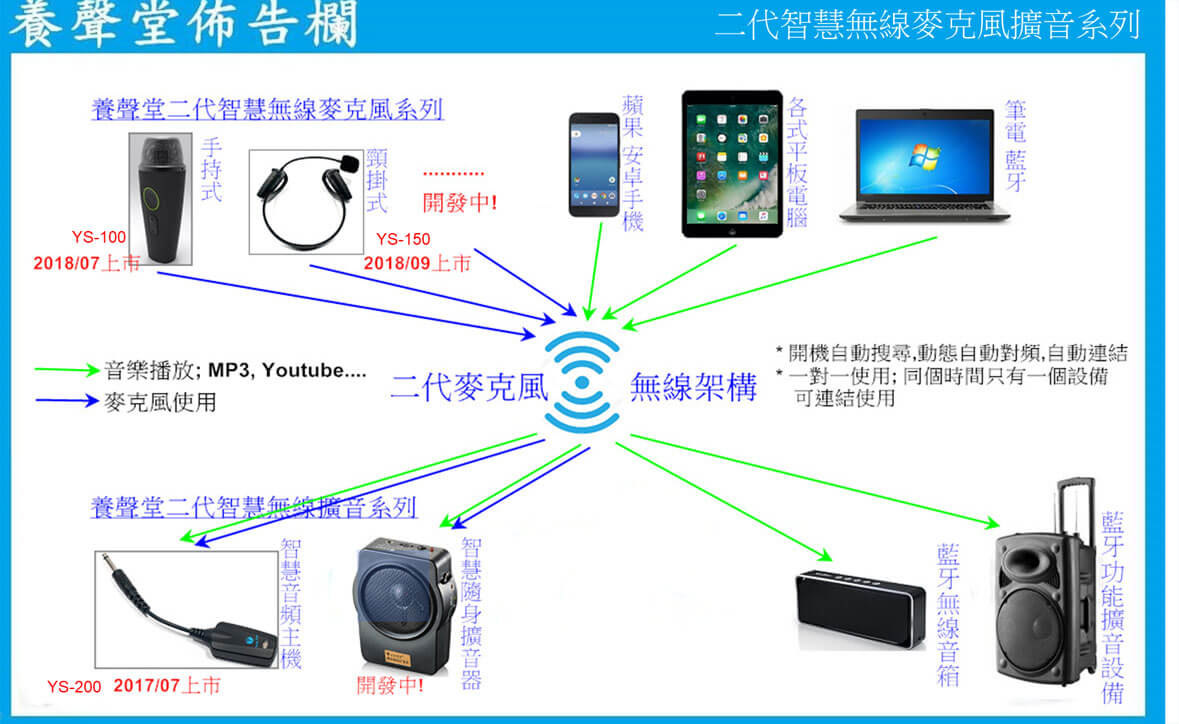 養聲堂佈告欄
二代智慧無線麥克風擴音系列
養聲堂二代智慧無線麥克風系列
手持式
YS-100
2018/07上市
頸掛式
YS-150
2018/09上市
...........
開發中!
蘋果 安卓手機
各式平板電腦
筆電 藍牙
音樂播放; MP3, Youtube....
麥克風使用
二代麥克風
無線架構
* 開機自動搜尋,動態自動對頻,自動連結
* 一對一使用; 同個時間只有一個設備
可連結使用
養聲堂二代智慧無線擴音系列
智慧音頻主機
YS-200 2017/07上市
智慧隨身擴音器
開發中!
藍牙無線音箱
藍牙功能擴音設備